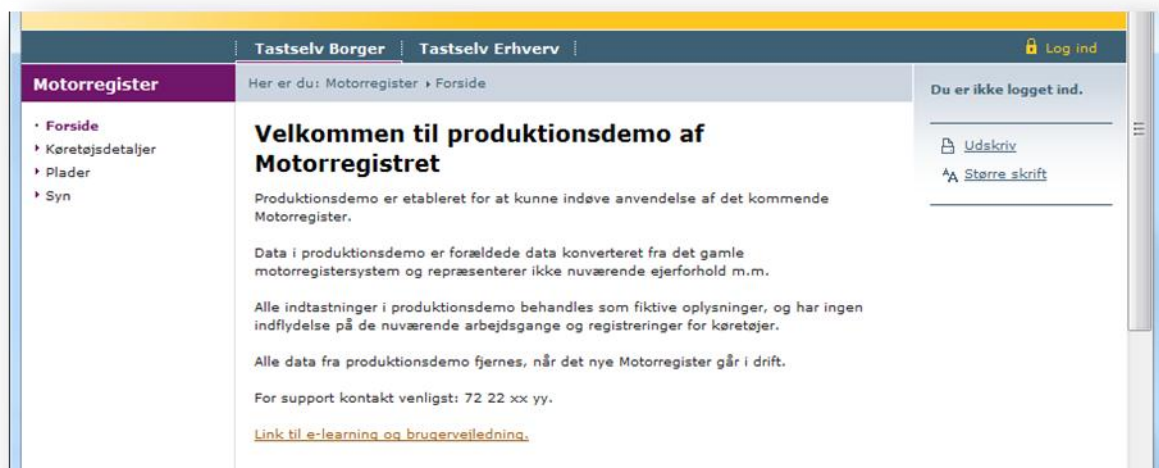 Tastselv Borger
Tastselv Erhverv
Log ind
Motorregister
Her er du: Motorregister › Forside
Du er ikke logget ind.
Forside
Køretøjsdetaljer
Plader
Syn
Velkommen til produktionsdemo af
Motorregistret
Produktionsdemo er etableret for at kunne indøve anvendelse af det kommende
Motorregister.
Data i produktionsdemo er forældede data konverteret fra det gamle
motorregistersystem og repræsenterer ikke nuværende ejerforhold m.m.
Alle indtastninger i produktionsdemo behandles som fiktive oplysninger, og har ingen
indflydelse på de nuværende arbejdsgange og registreringer for køretøjer.
Alle data fra produktionsdemo fjernes, når det nye Motorregister går i drift.
For support kontakt venligst: 72 22 xx yy.
Link til e-learning og brugervejledning.
Udskriv
AA Større skrift